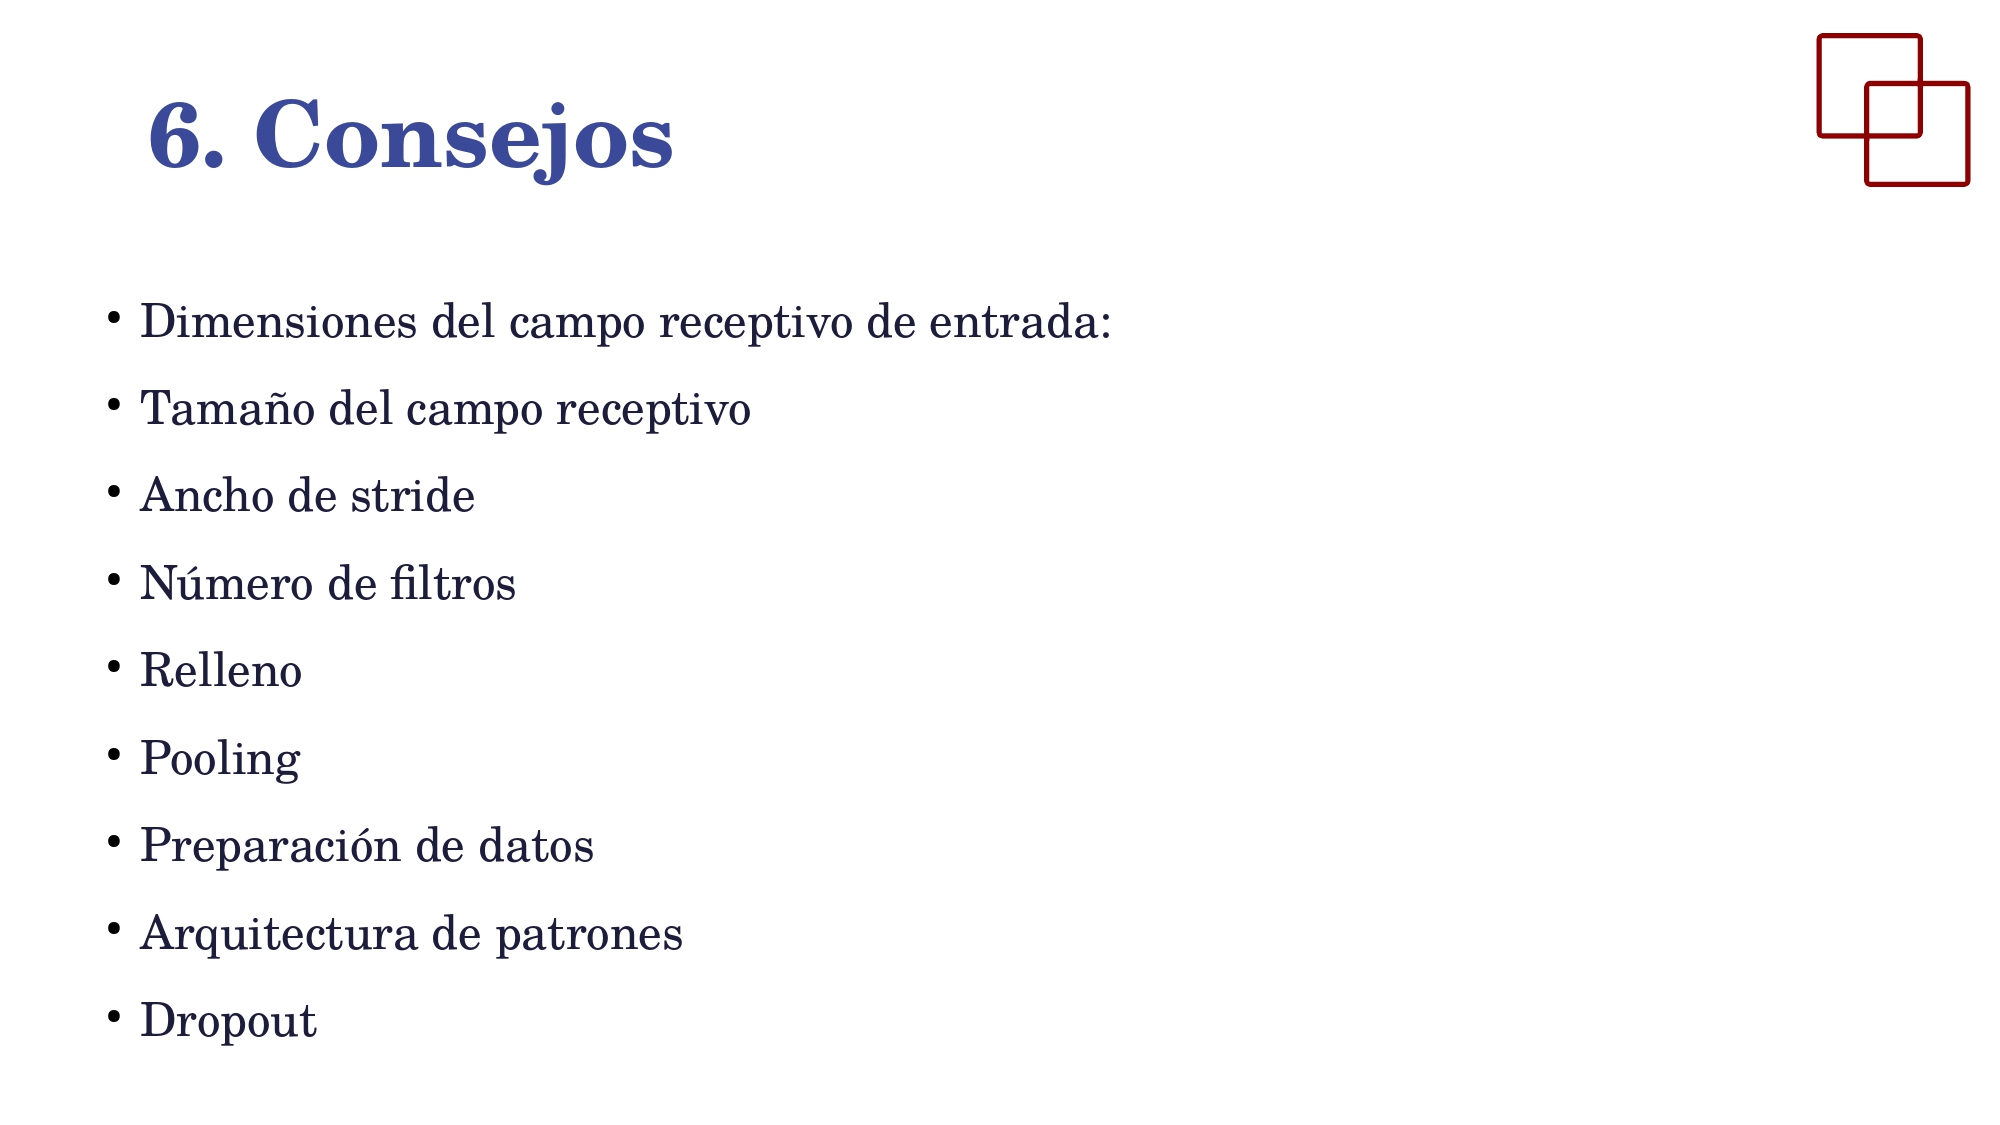 6. Consejos
• Dimensiones del campo receptivo de entrada:
• Tamaño del campo receptivo
• Ancho de stride
• Número de filtros
• Relleno
• Pooling
• Preparación de datos
• Arquitectura de patrones
• Dropout